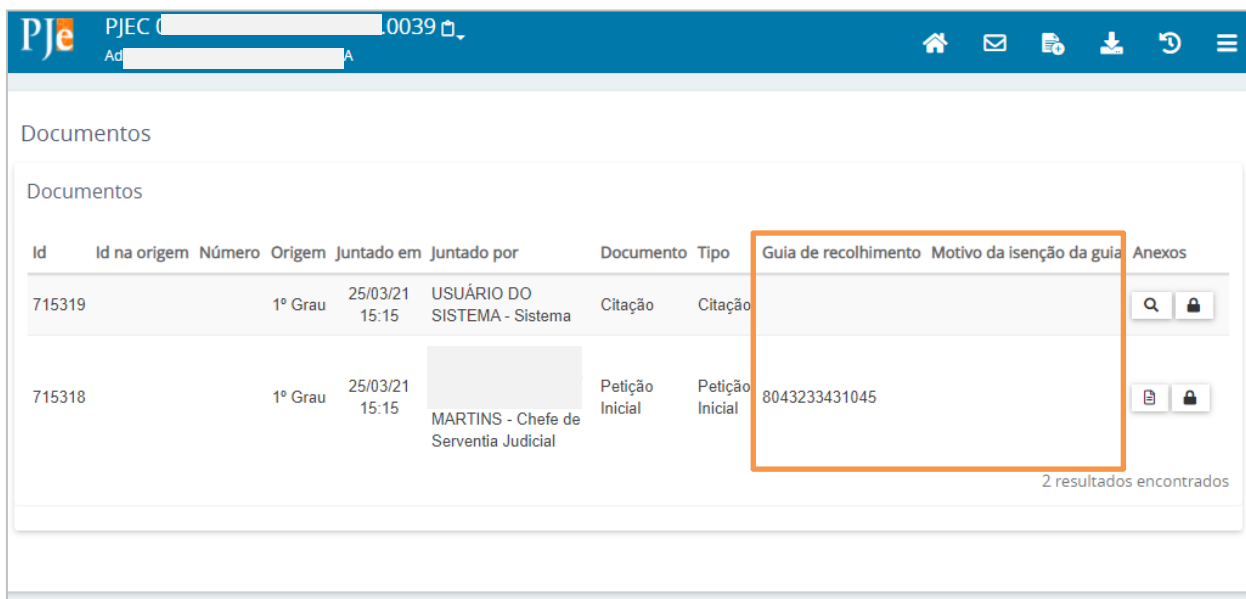 PJe PJEC 0 .0039
Ad A
Documentos
Documentos
Id Id na origem Número Origem Juntado em Juntado por Documento Tipo Guia de recolhimento Motivo da isenção da guia Anexos
715319 1º Grau 25/03/21 15:15 USUÁRIO DO SISTEMA - Sistema Citação Citação
715318 1º Grau 25/03/21 15:15 MARTINS - Chefe de Serventia Judicial Petição Inicial Petição Inicial 8043233431045
2 resultados encontrados